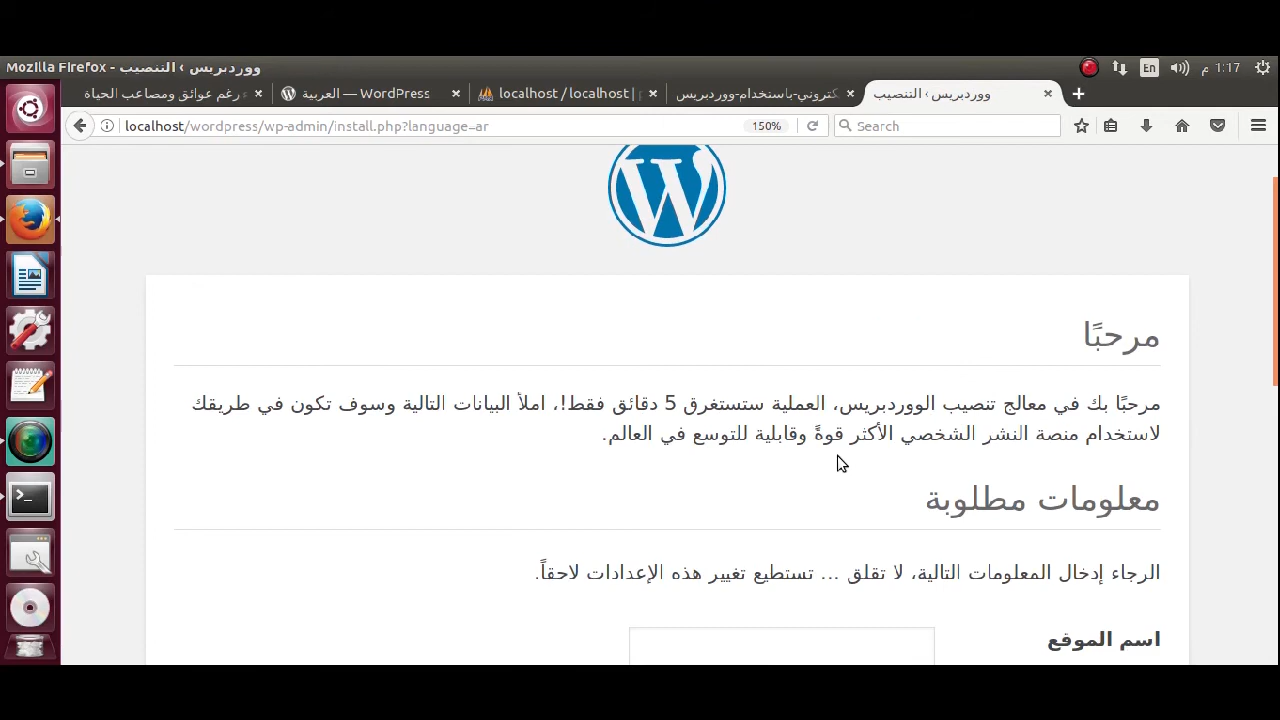 Mozilla Firefox - ووردبريس › التنصيب
En
1:17 م
رغم عوائق ومصاعب الحياة
العربية — WordPress
localhost / localhost | p
كتروني-باستخدام-ووردبريس
ووردبريس › التنصيب
localhost/wordpress/wp-admin/install.php?language=ar
150%
Search
مرحبًا
مرحبًا بك في معالج تنصيب الووردبريس، العملية ستستغرق 5 دقائق فقط!، املأ البيانات التالية وسوف تكون في طريقك
لاستخدام منصة النشر الشخصي الأكثر قوةً وقابلية للتوسع في العالم.
معلومات مطلوبة
الرجاء إدخال المعلومات التالية، لا تقلق ... تستطيع تغيير هذه الإعدادات لاحقاً.
اسم الموقع